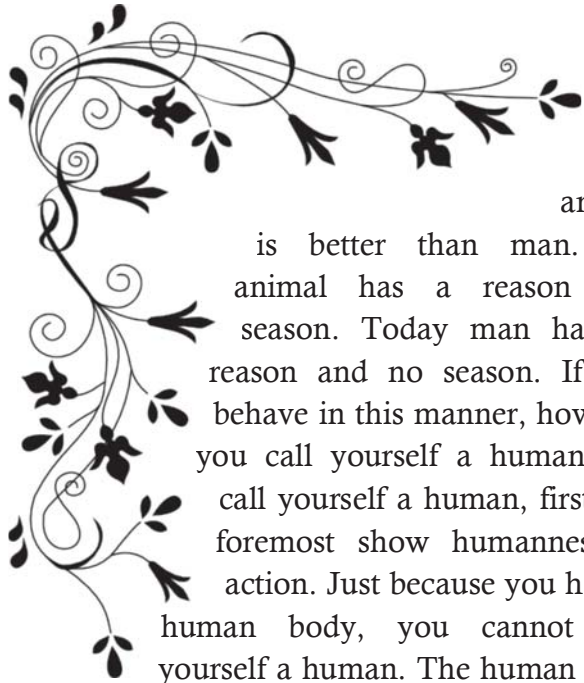 is better than man.
animal has a reason
season. Today man ha
reason and no season. If
behave in this manner, how
you call yourself a human
call yourself a human, first
foremost show humannes
action. Just because you h
human body, you cannot
yourself a human. The human